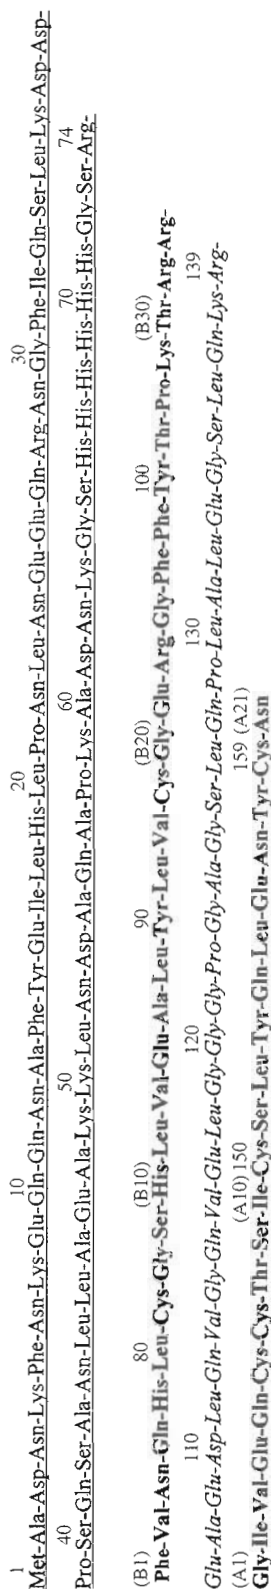 1 10 20 30
Met-Ala-Asp-Asn-Lys-Phe-Asn-Lys-Glu-Gln-Gln-Asn-Ala-Phe-Tyr-Glu-Ile-Leu-His-Leu-Pro-Asn-Leu-Asn-Glu-Glu-Gln-Arg-Asn-Gly-Phe-Ile-Gln-Ser-Leu-Lys-Asp-Asp-
40 50 60 70 74
Pro-Ser-Gln-Ser-Ala-Asn-Leu-Leu-Ala-Glu-Ala-Lys-Lys-Leu-Asn-Asp-Ala-Gln-Ala-Pro-Lys-Ala-Asp-Asn-Lys-Gly-Ser-His-His-His-His-His-His-Gly-Ser-Arg-
(B1) 80 (B10) 90 (B20) 100 (B30)
Phe-Val-Asn-Gln-His-Leu-Cys-Gly-Ser-His-Leu-Val-Glu-Ala-Leu-Tyr-Leu-Val-Cys-Gly-Glu-Arg-Gly-Phe-Phe-Tyr-Thr-Pro-Lys-Thr-Arg-Arg-
110 120 130 139
Glu-Ala-Glu-Asp-Leu-Gln-Val-Gly-Gln-Val-Glu-Leu-Gly-Gly-Gly-Pro-Gly-Ala-Gly-Ser-Leu-Gln-Pro-Leu-Ala-Leu-Glu-Gly-Ser-Leu-Gln-Lys-Arg-
(A1) (A10) 150 159 (A21)
Gly-Ile-Val-Glu-Gln-Cys-Cys-Thr-Ser-Ile-Cys-Ser-Leu-Tyr-Gln-Leu-Glu-Asn-Tyr-Cys-Asn